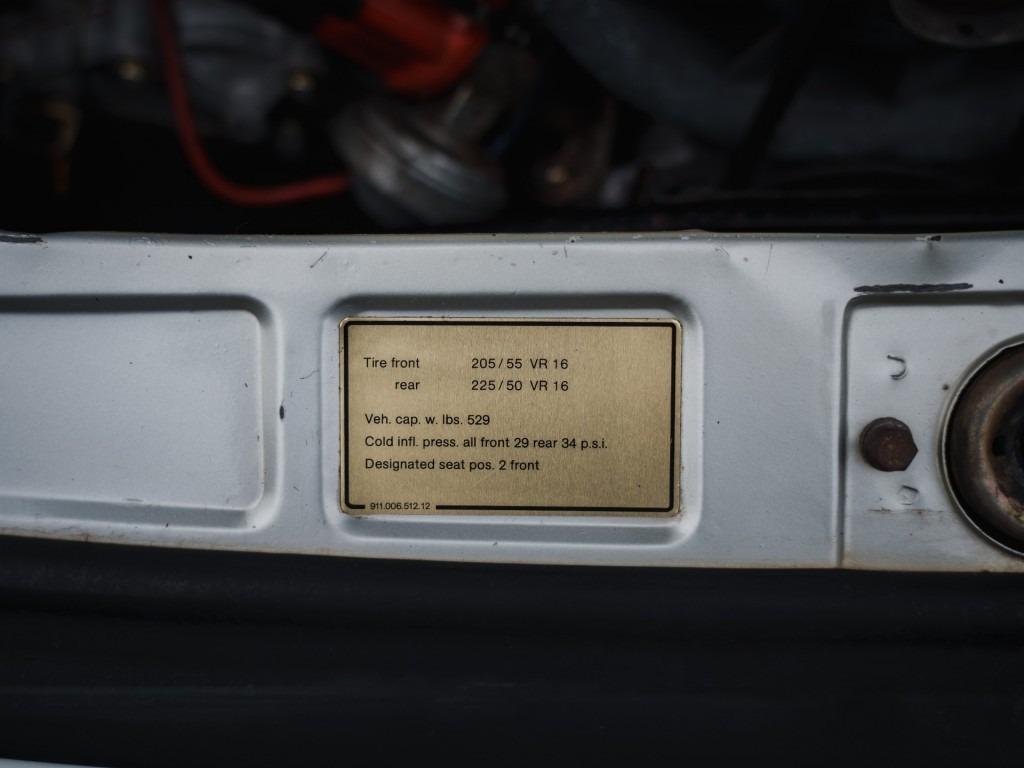 Tire front 205/55 VR 16
rear 225/50 VR 16
Veh. cap. w. lbs. 529
Cold infl. press. all front 29 rear 34 p.s.i.
Designated seat pos. 2 front
911.006.512.12